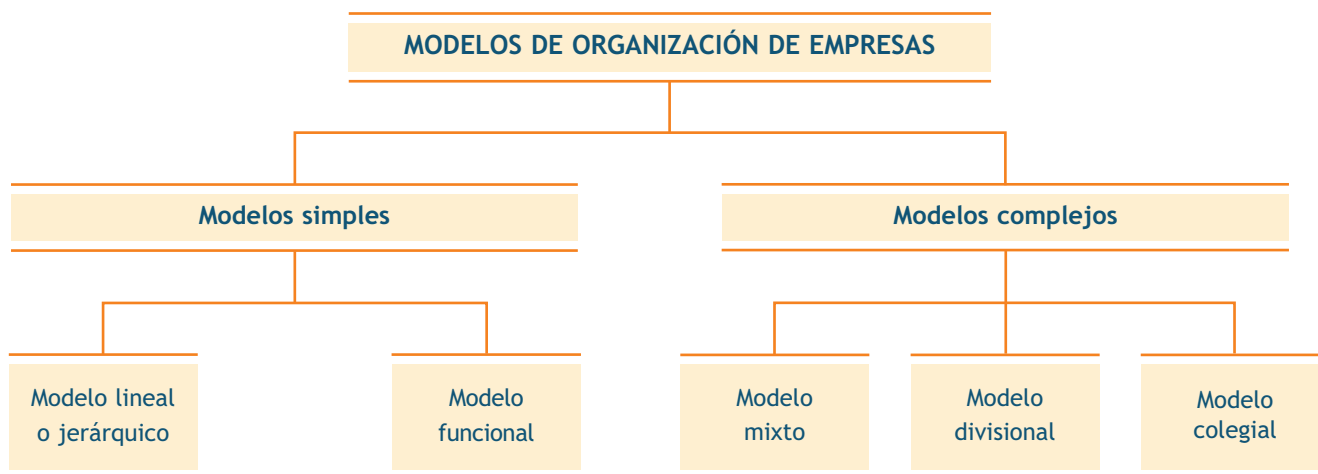 MODELOS DE ORGANIZACIÓN DE EMPRESAS
Modelos simples
Modelos complejos
Modelo lineal
o jerárquico
Modelo
funcional
Modelo
mixto
Modelo
divisional
Modelo
colegial